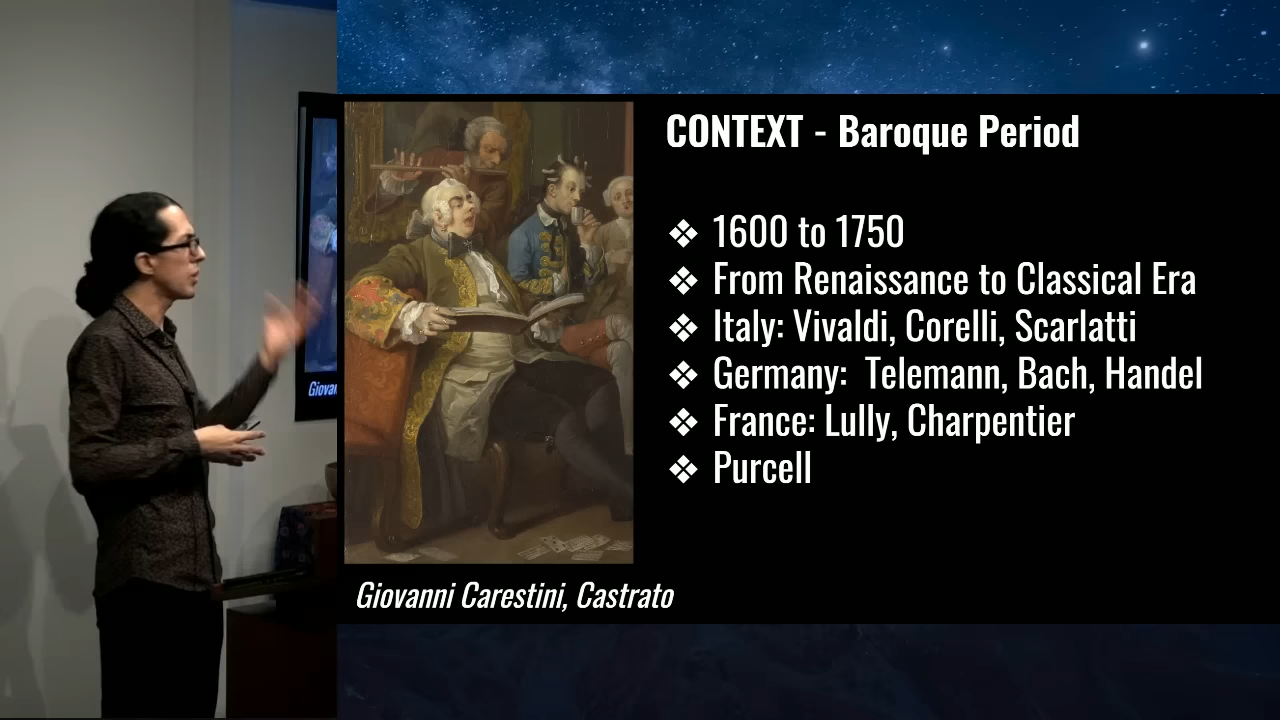 CONTEXT - Baroque Period
❖ 1600 to 1750
❖ From Renaissance to Classical Era
❖ Italy: Vivaldi, Corelli, Scarlatti
❖ Germany: Telemann, Bach, Handel
❖ France: Lully, Charpentier
❖ Purcell
Giovanni Carestini, Castrato